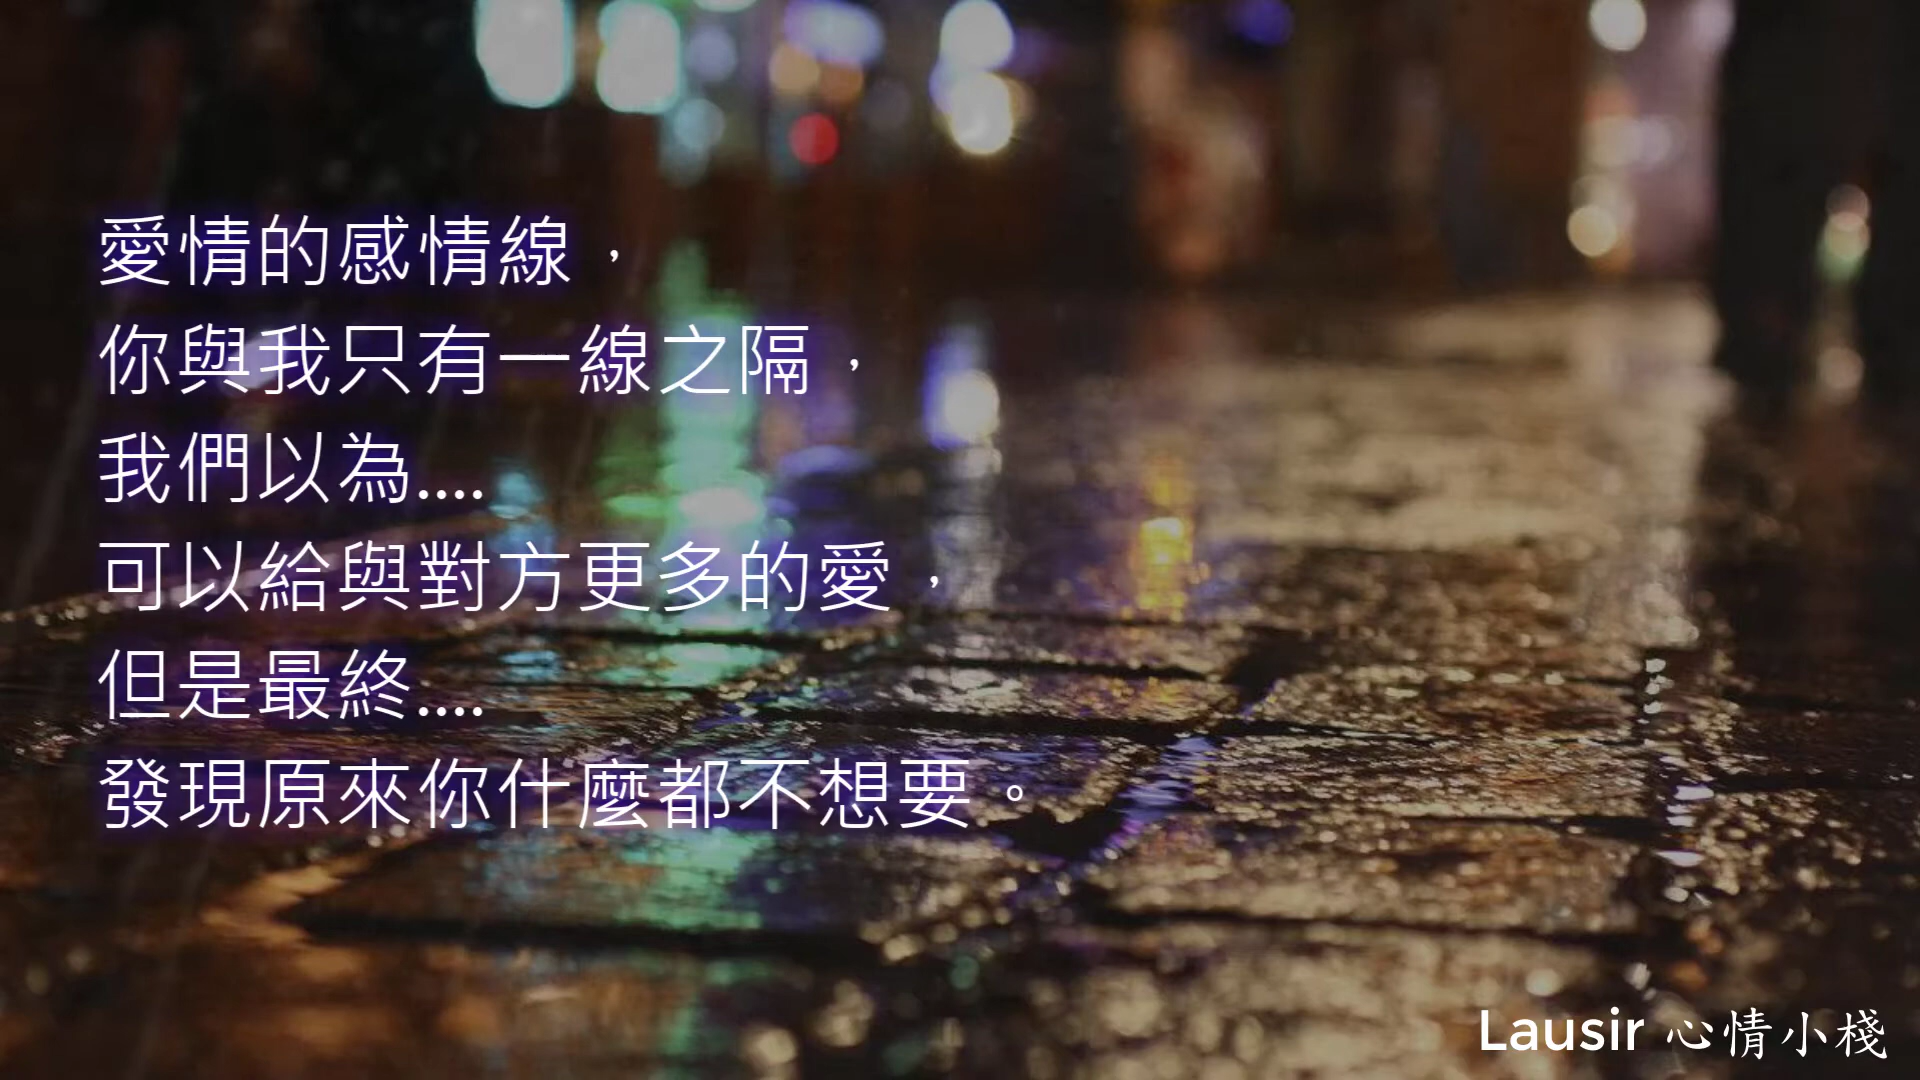 愛情的感情線，
你與我只有一線之隔，
我們以為....
可以給與對方更多的愛，
但是最終....
發現原來你什麼都不想要。
Lausir 心情小棧